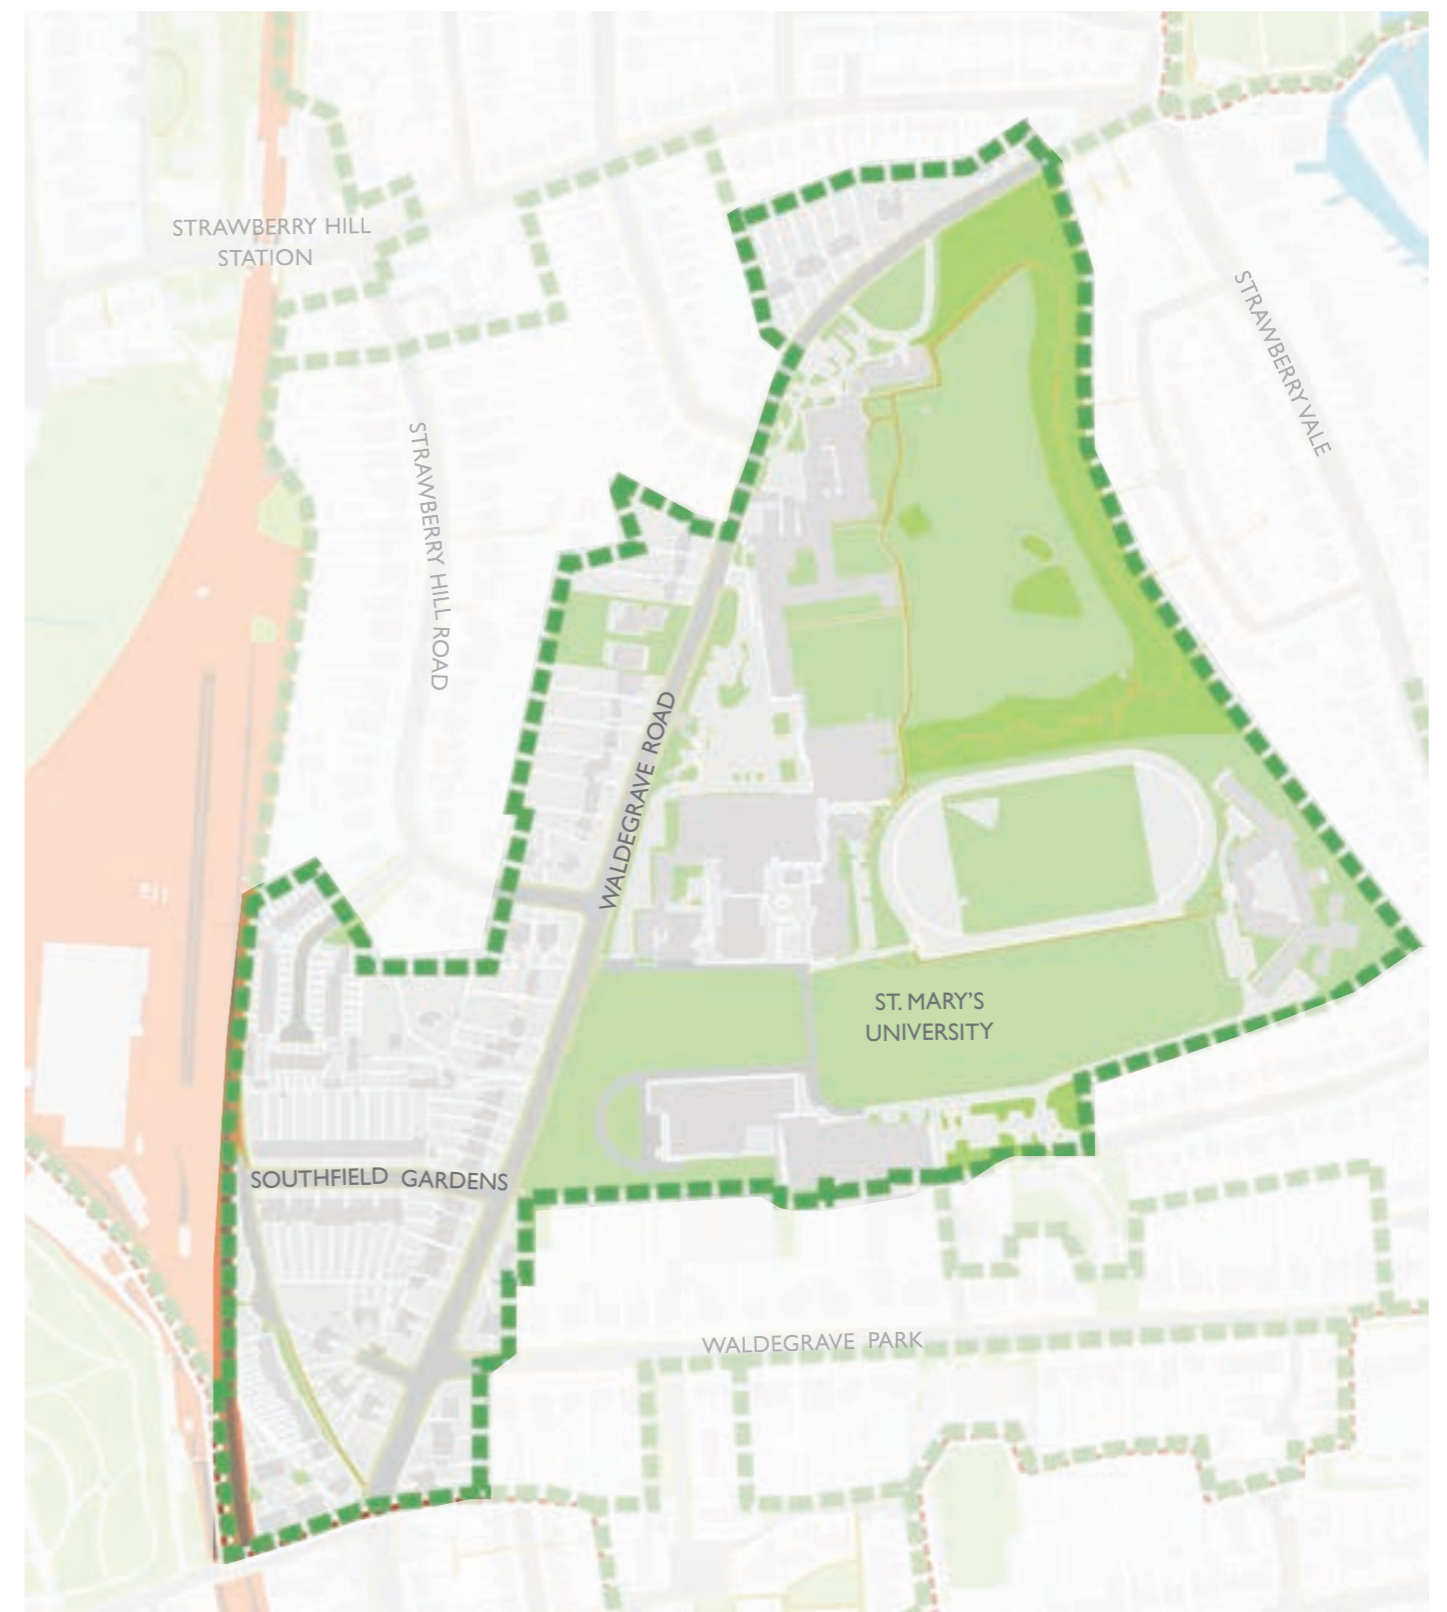 STRAWBERRY HILL
STATION
STRAWBERRY VALE
STRAWBERRY HILL ROAD
WALDEGRAVE ROAD
ST. MARY'S
UNIVERSITY
SOUTHFIELD GARDENS
WALDEGRAVE PARK